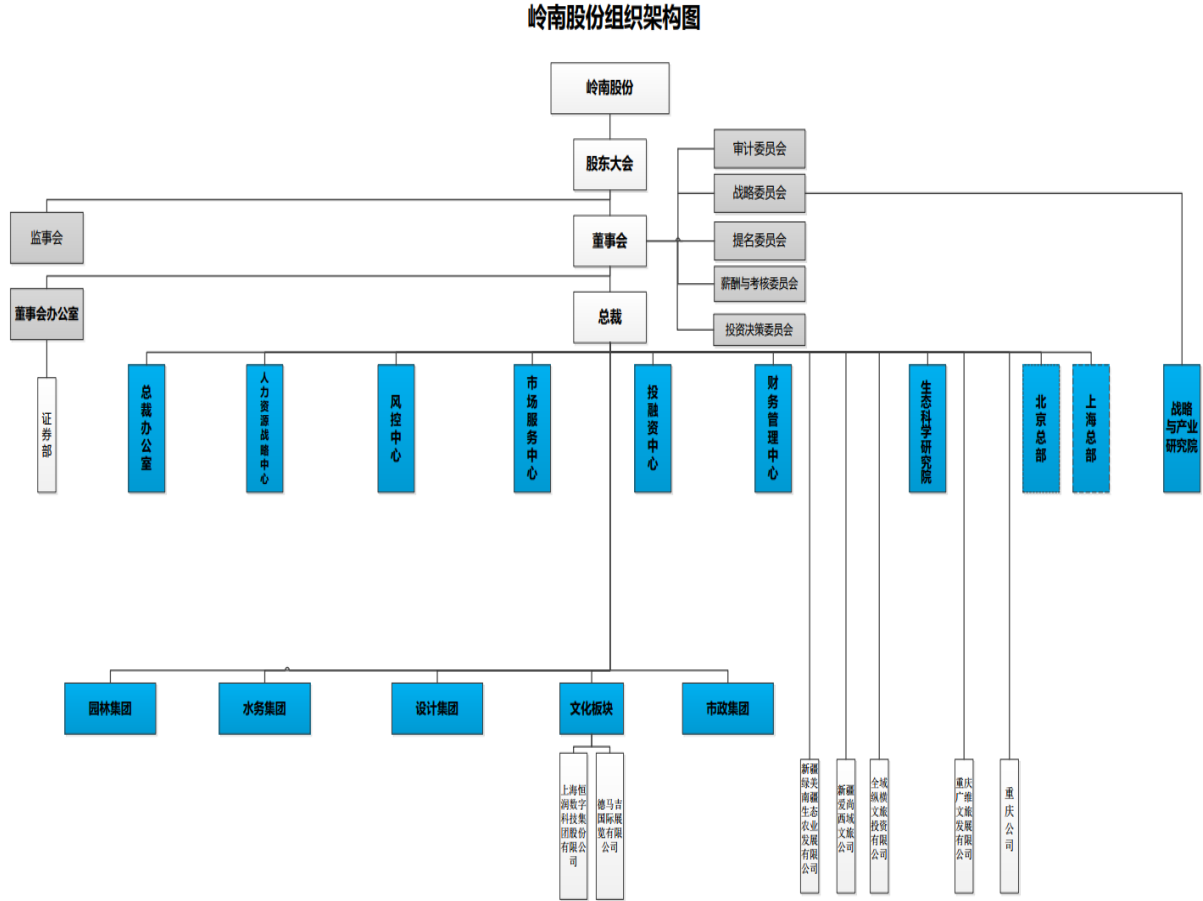 岭南股份组织架构图
岭南股份
股东大会
审计委员会
战略委员会
监事会
董事会
提名委员会
薪酬与考核委员会
董事会办公室
总裁
投资决策委员会
证券部
总裁办公室
人力资源战略中心
风控中心
市场服务中心
投融资中心
财务管理中心
生态科学研究院
北京总部
上海总部
战略
与产业
研究院
园林集团
水务集团
设计集团
文化板块
市政集团
上海恒
润数字
科技集
团股份
有限公
司
德马吉
国际展
览有限
公司
新疆
绿美
南疆
生态
农业
发展
有限
公司
新疆
爱尚
西域
文旅
公司
全域
纵横
文旅
投资
有限
公司
重庆
广维
文旅
发展
有限
公司
重庆公司